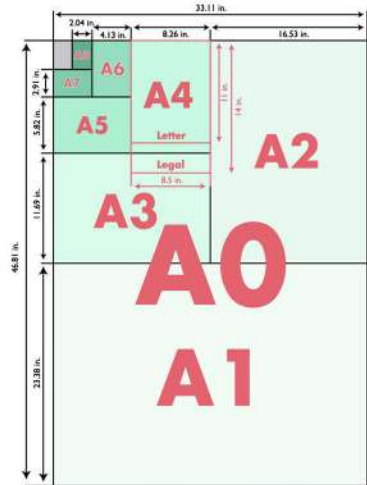 33.11 in.
2.04 in.
4.13 in.
8.26 in.
16.53 in.
A8
A7
A6
A5
A4
Letter
Legal
8.5 in.
11 in.
14 in.
A2
A3
A0
A1
2.91 in.
5.82 in.
11.69 in.
46.81 in.
23.38 in.